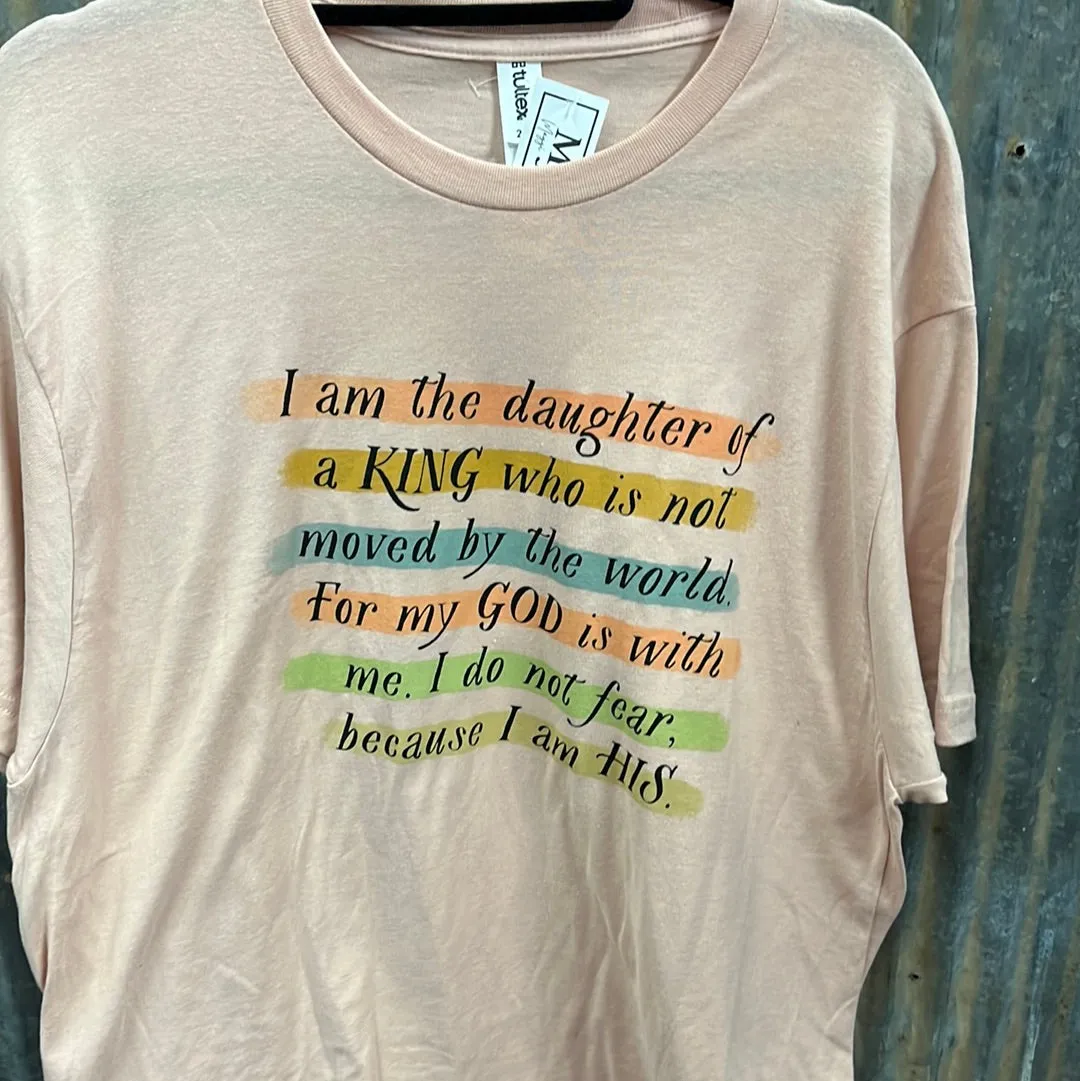 tultex
2
M
I am the daughter of
a KING who is not
moved by the world.
For my GOD is with
me. I do not fear,
because I am HIS.